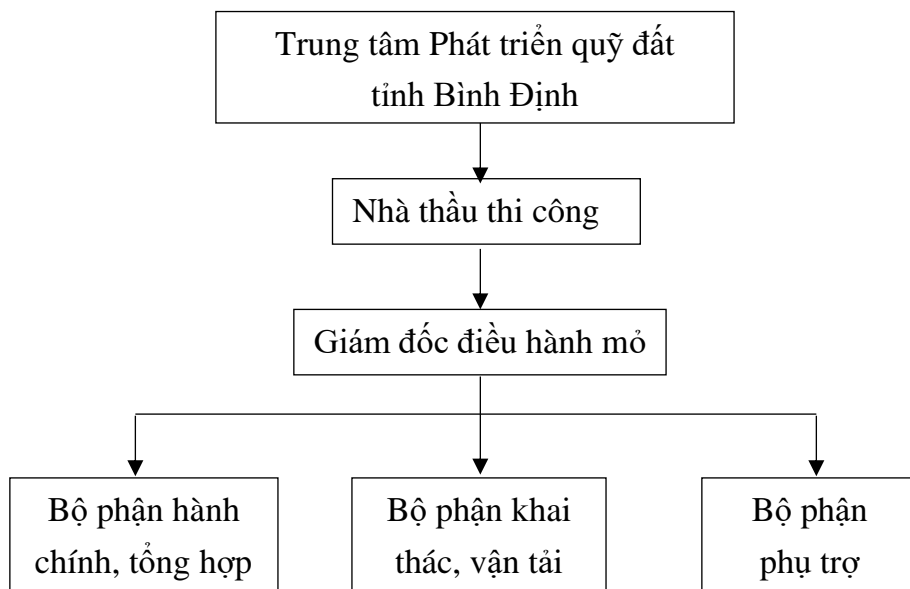 Trung tâm Phát triển quỹ đất
tỉnh Bình Định
Nhà thầu thi công
Giám đốc điều hành mỏ
Bộ phận hành
chính, tổng hợp
Bộ phận khai
thác, vận tải
Bộ phận
phụ trợ